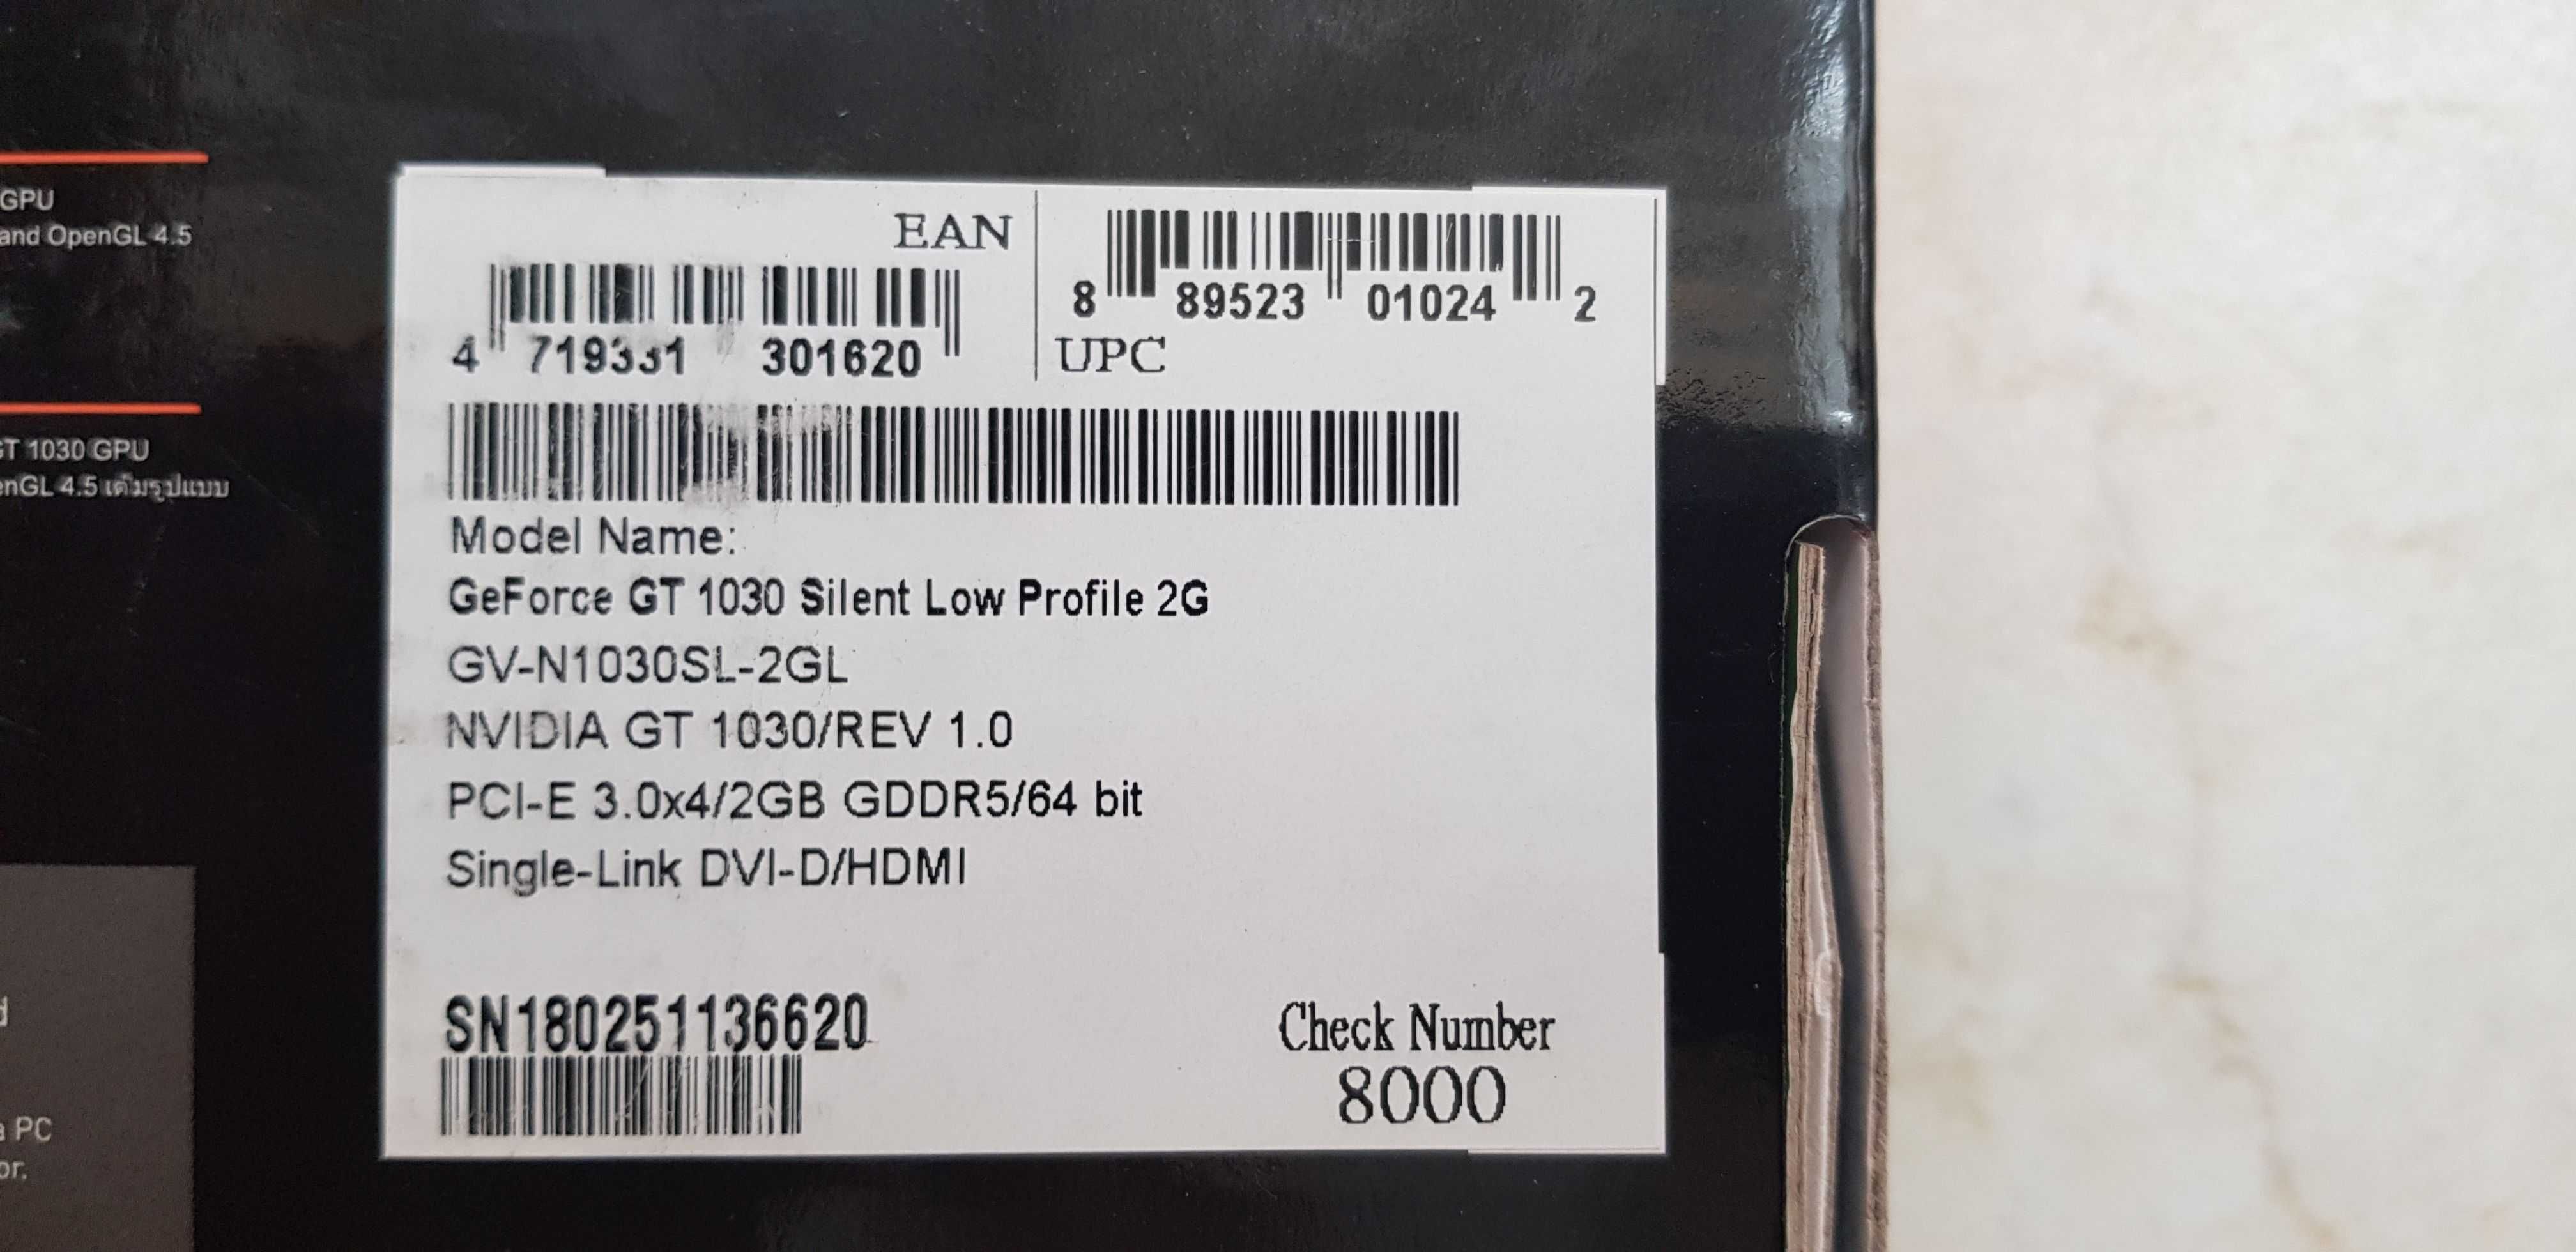 GPU
and OpenGL 4.5
GT 1030 GPU
enGL 4.5 เต็มรูปแบบ
PC
or.
EAN
4 719331 301620
8 89523 01024 2
UPC
Model Name:
GeForce GT 1030 Silent Low Profile 2G
GV-N1030SL-2GL
NVIDIA GT 1030/REV 1.0
PCI-E 3.0x4/2GB GDDR5/64 bit
Single-Link DVI-D/HDMI
SN180251136620
Check Number
8000